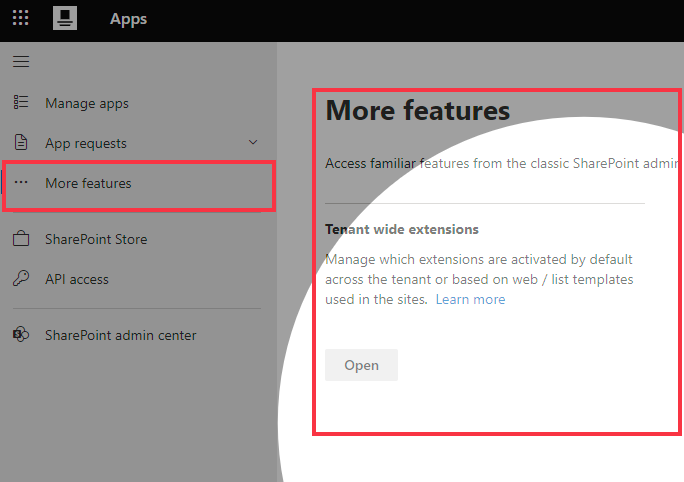 Apps
Manage apps
App requests
More features
SharePoint Store
API access
SharePoint admin center
More features
Access familiar features from the classic SharePoint admin
Tenant wide extensions
Manage which extensions are activated by default
across the tenant or based on web / list templates
used in the sites. Learn more
Open